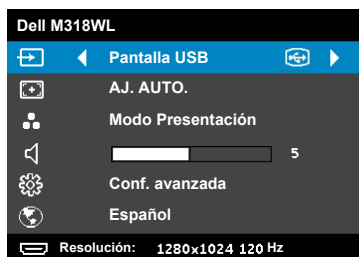 Dell M318WL
Pantalla USB
AJ. AUTO.
Modo Presentación
5
Conf. avanzada
Español
Resolución: 1280x1024 120 Hz